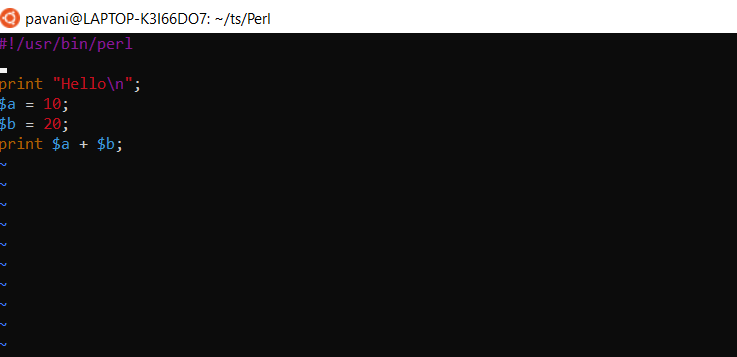 pavani@LAPTOP-K3I66DO7: ~/ts/Perl
#!/usr/bin/perl
print "Hello\n";
$a = 10;
$b = 20;
print $a + $b;
~
~
~
~
~
~
~
~
~
~